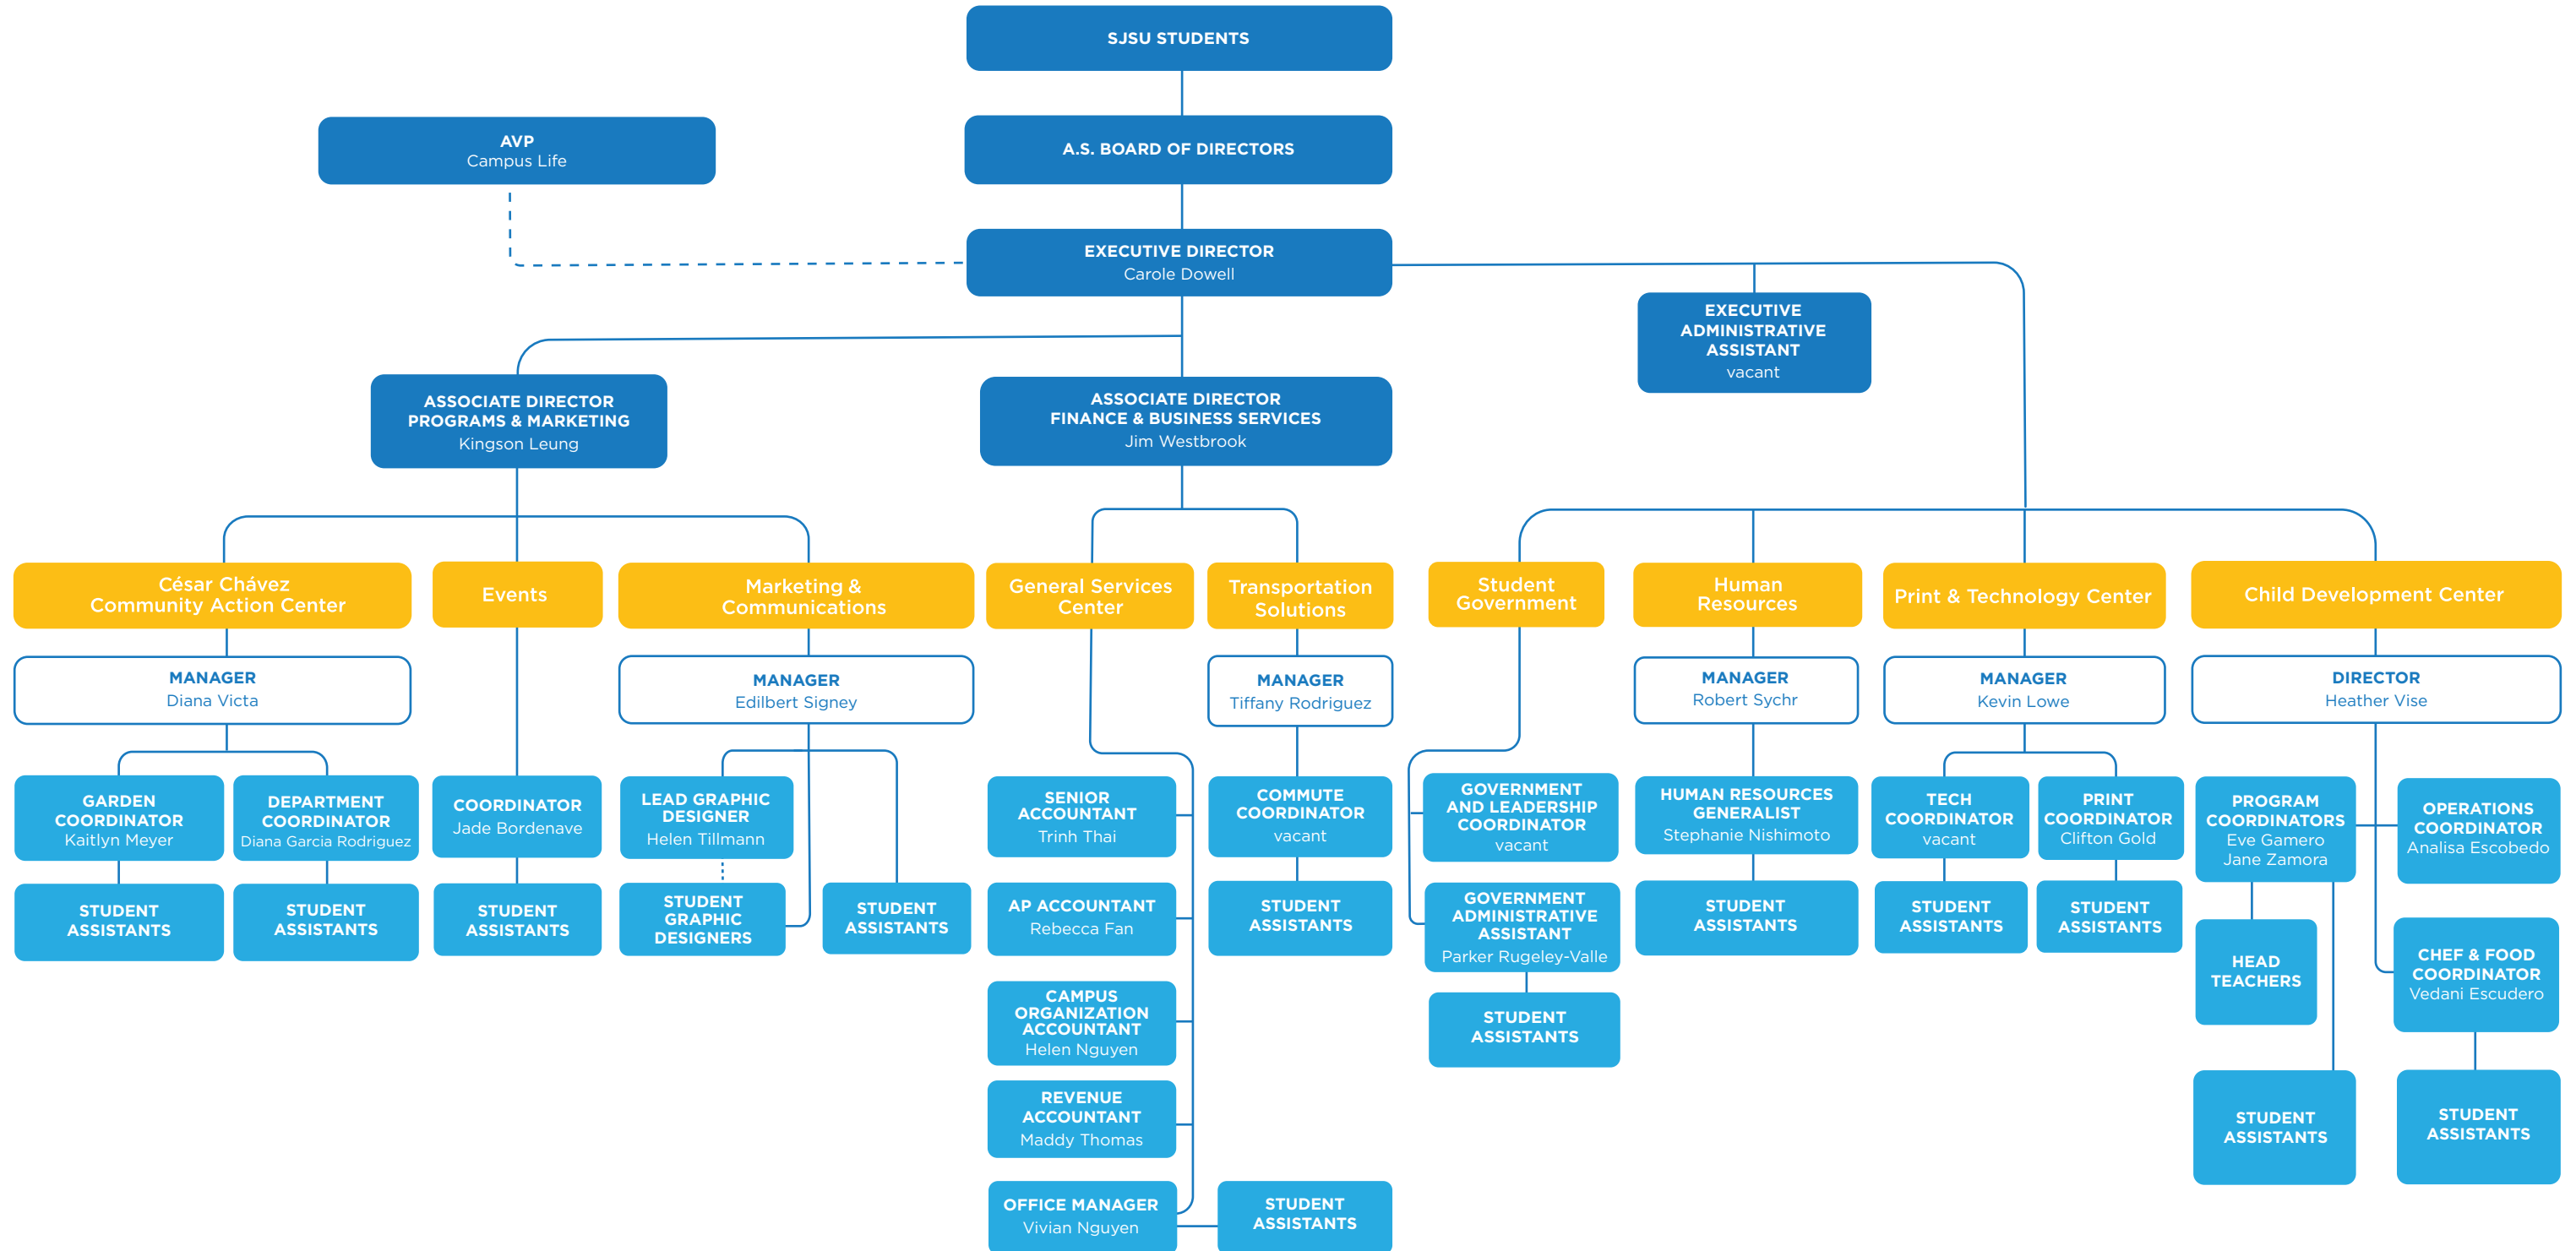 SJSU STUDENTS
AVP
Campus Life
A.S. BOARD OF DIRECTORS
EXECUTIVE DIRECTOR
Carole Dowell
EXECUTIVE
ADMINISTRATIVE
ASSISTANT
vacant
ASSOCIATE DIRECTOR
PROGRAMS & MARKETING
Kingson Leung
ASSOCIATE DIRECTOR
FINANCE & BUSINESS SERVICES
Jim Westbrook
César Chávez
Community Action Center
Events
Marketing &
Communications
General Services
Center
Transportation
Solutions
Student
Government
Human
Resources
Print & Technology Center
Child Development Center
MANAGER
Diana Victa
MANAGER
Edilbert Signey
MANAGER
Tiffany Rodriguez
MANAGER
Robert Sychr
MANAGER
Kevin Lowe
DIRECTOR
Heather Vise
GARDEN
COORDINATOR
Kaitlyn Meyer
DEPARTMENT
COORDINATOR
Diana Garcia Rodriguez
COORDINATOR
Jade Bordenave
LEAD GRAPHIC
DESIGNER
Helen Tillmann
SENIOR
ACCOUNTANT
Trinh Thai
COMMUTE
COORDINATOR
vacant
GOVERNMENT
AND LEADERSHIP
COORDINATOR
vacant
HUMAN RESOURCES
GENERALIST
Stephanie Nishimoto
TECH
COORDINATOR
vacant
PRINT
COORDINATOR
Clifton Gold
PROGRAM
COORDINATORS
Eve Gamero
Jane Zamora
OPERATIONS
COORDINATOR
Analisa Escobedo
STUDENT
ASSISTANTS
STUDENT
ASSISTANTS
STUDENT
ASSISTANTS
STUDENT
GRAPHIC
DESIGNERS
STUDENT
ASSISTANTS
AP ACCOUNTANT
Rebecca Fan
STUDENT
ASSISTANTS
GOVERNMENT
ADMINISTRATIVE
ASSISTANT
Parker Rugeley-Valle
STUDENT
ASSISTANTS
STUDENT
ASSISTANTS
STUDENT
ASSISTANTS
HEAD
TEACHERS
CHEF & FOOD
COORDINATOR
Vedani Escudero
CAMPUS
ORGANIZATION
ACCOUNTANT
Helen Nguyen
STUDENT
ASSISTANTS
REVENUE
ACCOUNTANT
Maddy Thomas
STUDENT
ASSISTANTS
STUDENT
ASSISTANTS
OFFICE MANAGER
Vivian Nguyen
STUDENT
ASSISTANTS